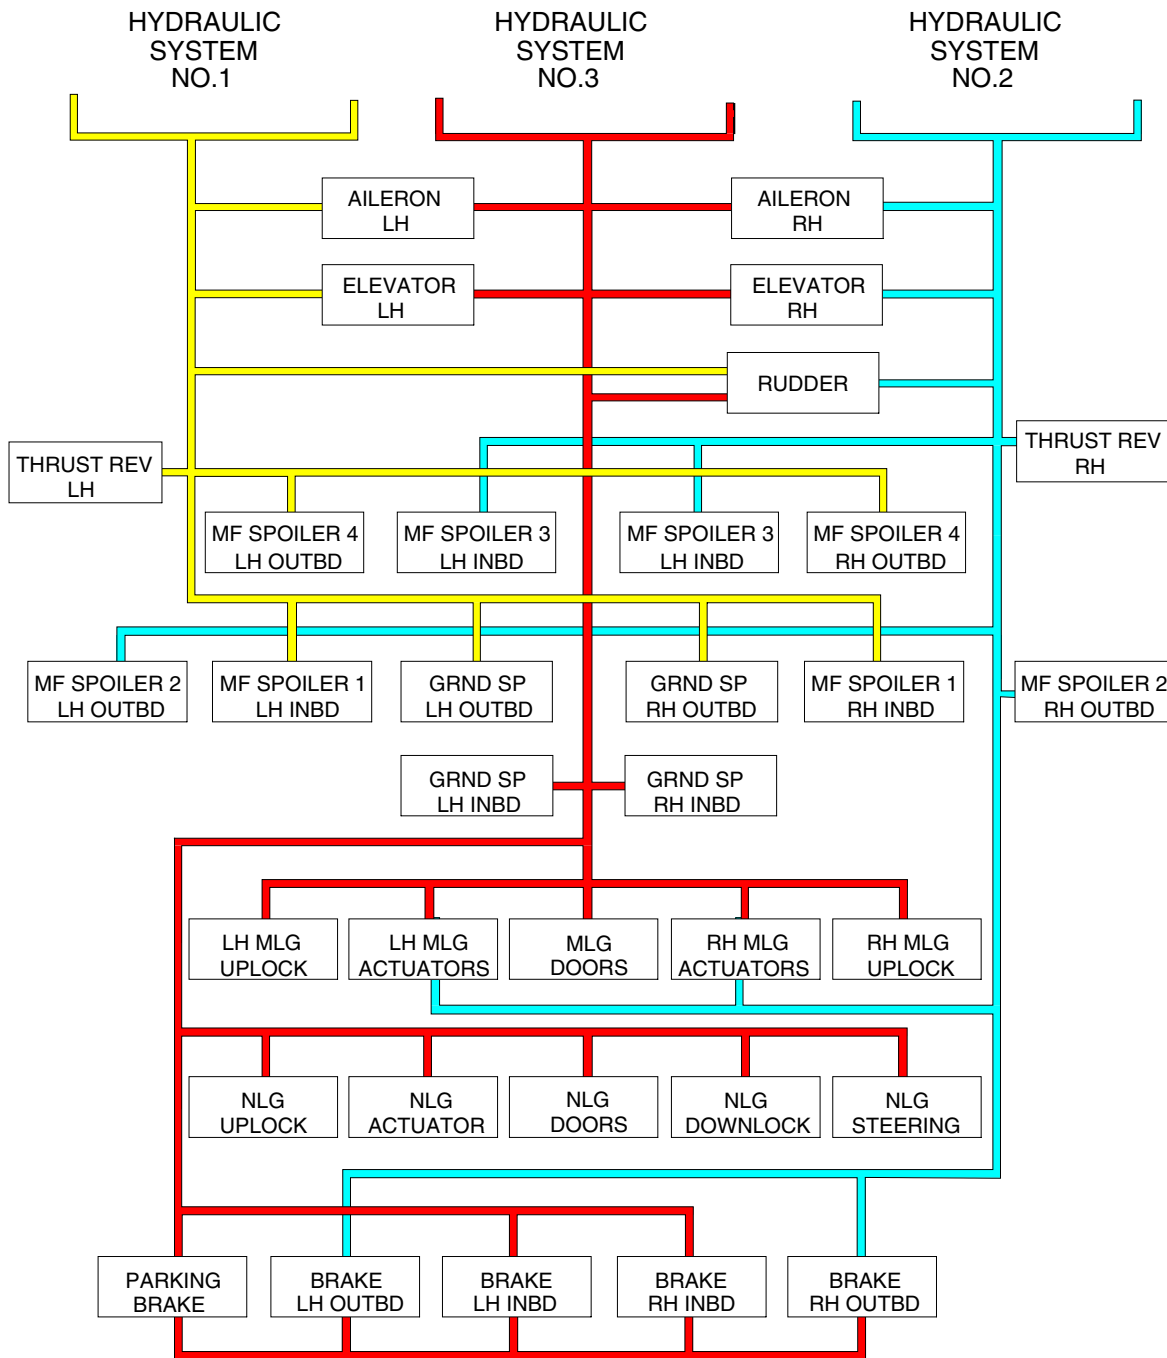 HYDRAULIC
SYSTEM
NO.1
HYDRAULIC
SYSTEM
NO.3
HYDRAULIC
SYSTEM
NO.2
AILERON
LH
AILERON
RH
ELEVATOR
LH
ELEVATOR
RH
RUDDER
THRUST REV
LH
THRUST REV
RH
MF SPOILER 4
LH OUTBD
MF SPOILER 3
LH INBD
MF SPOILER 3
LH INBD
MF SPOILER 4
RH OUTBD
MF SPOILER 2
LH OUTBD
MF SPOILER 1
LH INBD
GRND SP
LH OUTBD
GRND SP
RH OUTBD
MF SPOILER 1
RH INBD
MF SPOILER 2
RH OUTBD
GRND SP
LH INBD
GRND SP
RH INBD
LH MLG
UPLOCK
LH MLG
ACTUATORS
MLG
DOORS
RH MLG
ACTUATORS
RH MLG
UPLOCK
NLG
UPLOCK
NLG
ACTUATOR
NLG
DOORS
NLG
DOWNLOCK
NLG
STEERING
PARKING
BRAKE
BRAKE
LH OUTBD
BRAKE
LH INBD
BRAKE
RH INBD
BRAKE
RH OUTBD